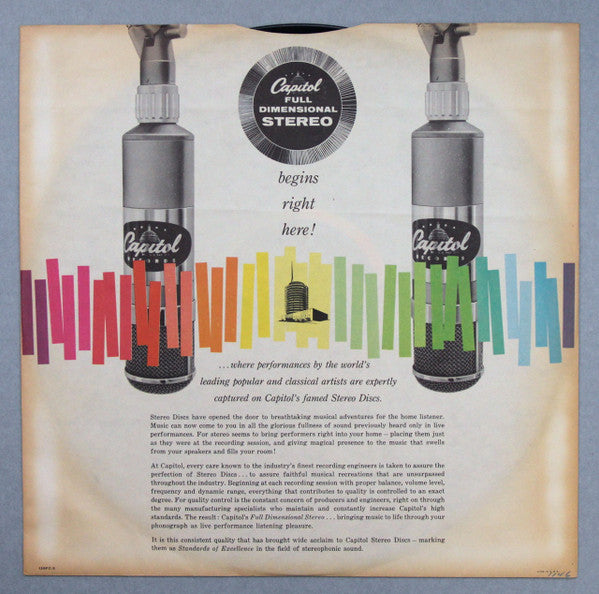 Capitol
FULL
DIMENSIONAL
STEREO
begins
right
here!
Capitol
RECORDS
Capitol
RECORDS
...where performances by the world's
leading popular and classical artists are expertly
captured on Capitol's famed Stereo Discs.
Stereo Discs have opened the door to breathtaking musical adventures for the home listener.
Music can now come to you in all the glorious fullness of sound previously heard only in live
performances. For stereo seems to bring performers right into your home – placing them just
as they were at the recording session, and giving magical presence to the music that swells
from your speakers and fills your room!
At Capitol, every care known to the industry's finest recording engineers is taken to assure the
perfection of Stereo Discs...to assure faithful musical recreations that are unsurpassed
throughout the industry. Beginning at each recording session with proper balance, volume level,
frequency and dynamic range, everything that contributes to quality is controlled to an exact
degree. For quality control is the constant concern of producers and engineers, right on through
the many manufacturing specialists who maintain and constantly increase Capitol's high
standards. The result: Capitol's Full Dimensional Stereo...bringing music to life through your
phonograph as live performance listening pleasure.
It is this consistent quality that has brought wide acclaim to Capitol Stereo Discs – marking
them as Standards of Excellence in the field of stereophonic sound.